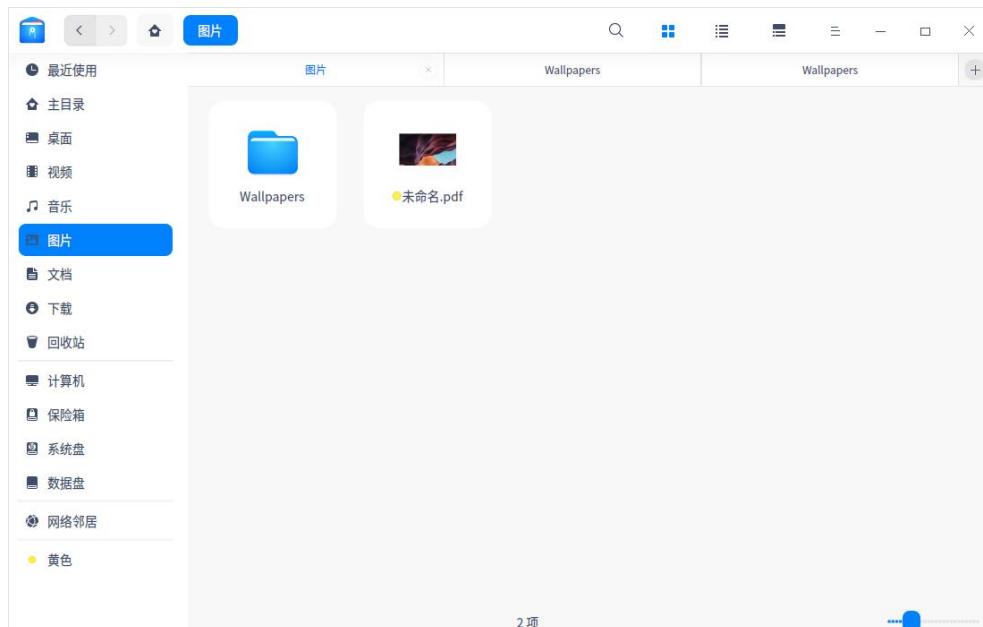 图片
最近使用
主目录
桌面
视频
音乐
图片
文档
下载
回收站
计算机
保险箱
系统盘
数据盘
网络邻居
黄色
图片
Wallpapers
Wallpapers
Wallpapers
未命名.pdf
2 项